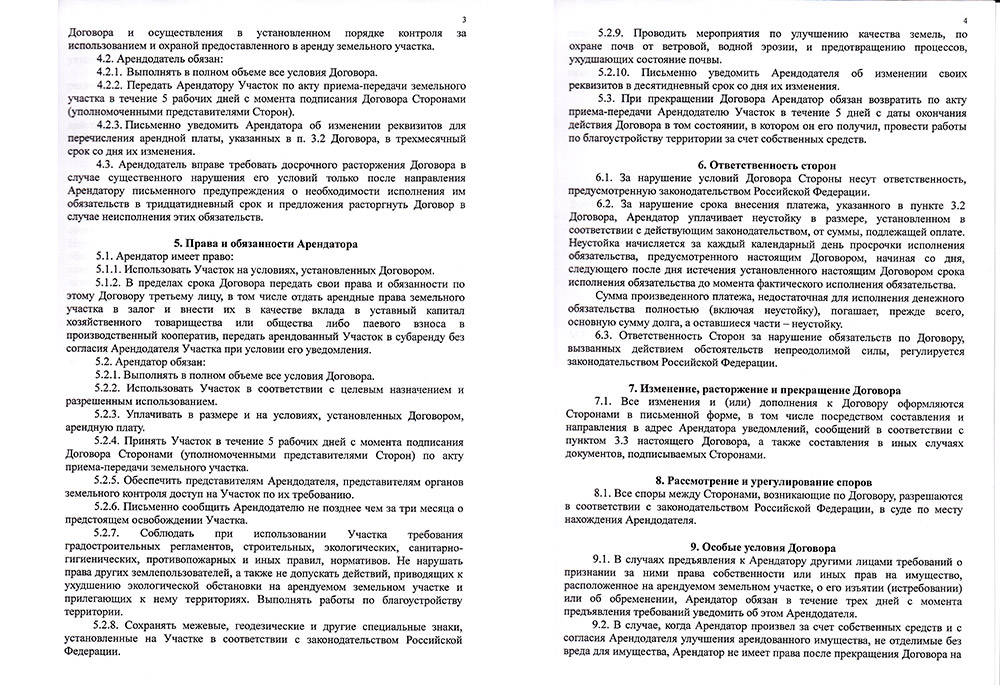 3
Договора и осуществления в установленном порядке контроля за
использованием и охраной предоставленного в аренду земельного участка.
4.2. Арендодатель обязан:
4.2.1. Выполнять в полном объеме все условия Договора.
4.2.2. Передать Арендатору Участок по акту приема-передачи земельного
участка в течение 5 рабочих дней с момента подписания Договора Сторонами
(уполномоченными представителями Сторон).
4.2.3. Письменно уведомить Арендатора об изменении реквизитов для
перечисления арендной платы, указанных в п. 3.2 Договора, в трехмесячный
срок со дня их изменения.
4.3. Арендодатель вправе требовать досрочного расторжения Договора в
случае существенного нарушения его условий только после направления
Арендатору письменного предупреждения о необходимости исполнения им
обязательств в тридцатидневный срок и предложения расторгнуть Договор в
случае неисполнения этих обязательств.
5. Права и обязанности Арендатора
5.1. Арендатор имеет право:
5.1.1. Использовать Участок на условиях, установленных Договором.
5.1.2. В пределах срока Договора передать свои права и обязанности по
этому Договору третьему лицу, в том числе отдать арендные права земельного
участка в залог и внести их в качестве вклада в уставный капитал
хозяйственного товарищества или общества либо паевого взноса в
производственный кооператив, передать арендованный Участок в субаренду без
согласия Арендодателя Участка при условии его уведомления.
5.2. Арендатор обязан:
5.2.1. Выполнять в полном объеме все условия Договора.
5.2.2. Использовать Участок в соответствии с целевым назначением и
разрешенным использованием.
5.2.3. Уплачивать в размере и на условиях, установленных Договором,
арендную плату.
5.2.4. Принять Участок в течение 5 рабочих дней с момента подписания
Договора Сторонами (уполномоченными представителями Сторон) по акту
приема-передачи земельного участка.
5.2.5. Обеспечить представителям Арендодателя, представителям органов
земельного контроля доступ на Участок по их требованию.
5.2.6. Письменно сообщить Арендодателю не позднее чем за три месяца о
предстоящем освобождении Участка.
5.2.7. Соблюдать при использовании Участка требования
градостроительных регламентов, строительных, экологических, санитарно-
гигиенических, противопожарных и иных правил, нормативов. Не нарушать
права других землепользователей, а также не допускать действий, приводящих к
ухудшению экологической обстановки на арендуемом земельном участке и
прилегающих к нему территориях. Выполнять работы по благоустройству
территории.
5.2.8. Сохранять межевые, геодезические и другие специальные знаки,
установленные на Участке в соответствии с законодательством Российской
Федерации.
4
5.2.9. Проводить мероприятия по улучшению качества земель, по
охране почв от ветровой, водной эрозии, и предотвращению процессов,
ухудшающих состояние почвы.
5.2.10. Письменно уведомить Арендодателя об изменении своих
реквизитов в десятидневный срок со дня их изменения.
5.3. При прекращении Договора Арендатор обязан возвратить по акту
приема-передачи Арендодателю Участок в течение 5 дней с даты окончания
действия Договора в том состоянии, в котором он его получил, провести работы
по благоустройству территории за счет собственных средств.
6. Ответственность сторон
6.1. За нарушение условий Договора Стороны несут ответственность,
предусмотренную законодательством Российской Федерации.
6.2. За нарушение срока внесения платежа, указанного в пункте 3.2
Договора, Арендатор уплачивает неустойку в размере, установленном в
соответствии с действующим законодательством, от суммы, подлежащей оплате.
Неустойка начисляется за каждый календарный день просрочки исполнения
обязательства, предусмотренного настоящим Договором, начиная со дня,
следующего после дня истечения установленного настоящим Договором срока
исполнения обязательства до момента фактического исполнения обязательства.
Сумма произведенного платежа, недостаточная для исполнения денежного
обязательства полностью (включая неустойку), погашает, прежде всего,
основную сумму долга, а оставшиеся части – неустойку.
6.3. Ответственность Сторон за нарушение обязательств по Договору,
вызванных действием обстоятельств непреодолимой силы, регулируется
законодательством Российской Федерации.
7. Изменение, расторжение и прекращение Договора
7.1. Все изменения и (или) дополнения к Договору оформляются
Сторонами в письменной форме, в том числе посредством составления и
направления в адрес Арендатора уведомлений, сообщений в соответствии с
пунктом 3.3 настоящего Договора, а также составления в иных случаях
документов, подписываемых Сторонами.
8. Рассмотрение и урегулирование споров
8.1. Все споры между Сторонами, возникающие по Договору, разрешаются
в соответствии с законодательством Российской Федерации, в суде по месту
нахождения Арендодателя.
9. Особые условия Договора
9.1. В случаях предъявления к Арендатору другими лицами требований о
признании за ними права собственности или иных прав на имущество,
расположенное на арендуемом земельном участке, о его изъятии (истребовании)
или об обременении, Арендатор обязан в течение трех дней с момента
предъявления требований уведомить об этом Арендодателя.
9.2. В случае, когда Арендатор произвел за счет собственных средств и с
согласия Арендодателя улучшения арендованного имущества, не отделимые без
вреда для имущества, Арендатор не имеет права после прекращения Договора на